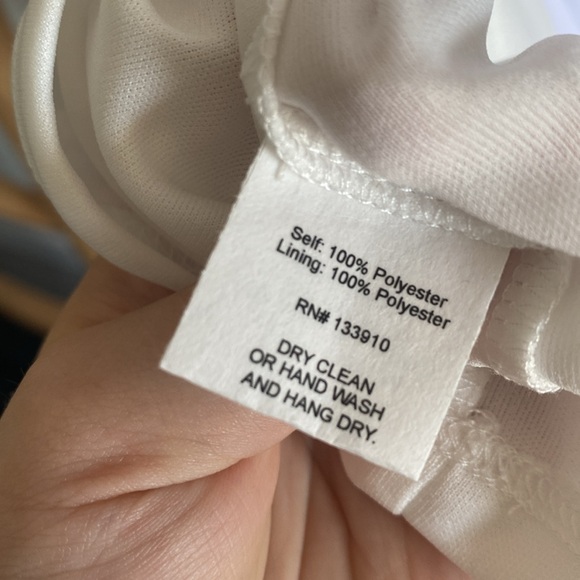 Self: 100% Polyester
Lining: 100% Polyester
RN# 133910
DRY CLEAN
OR HAND WASH
AND HANG DRY.